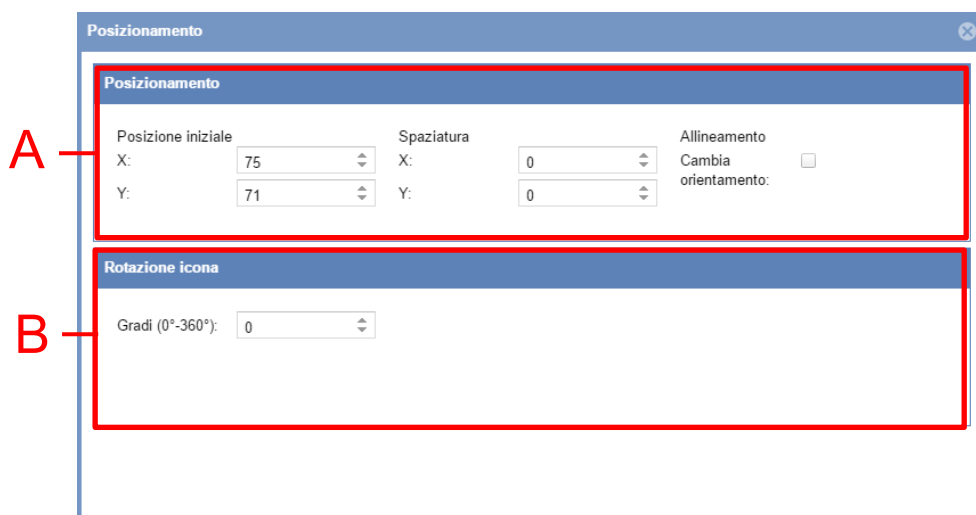 Posizionamento
Posizionamento
A
Posizione iniziale Spaziatura Allineamento
X: 75 X: 0 Cambia
orientamento:
Y: 71 Y: 0
Rotazione icona
B
Gradi (0°-360°): 0